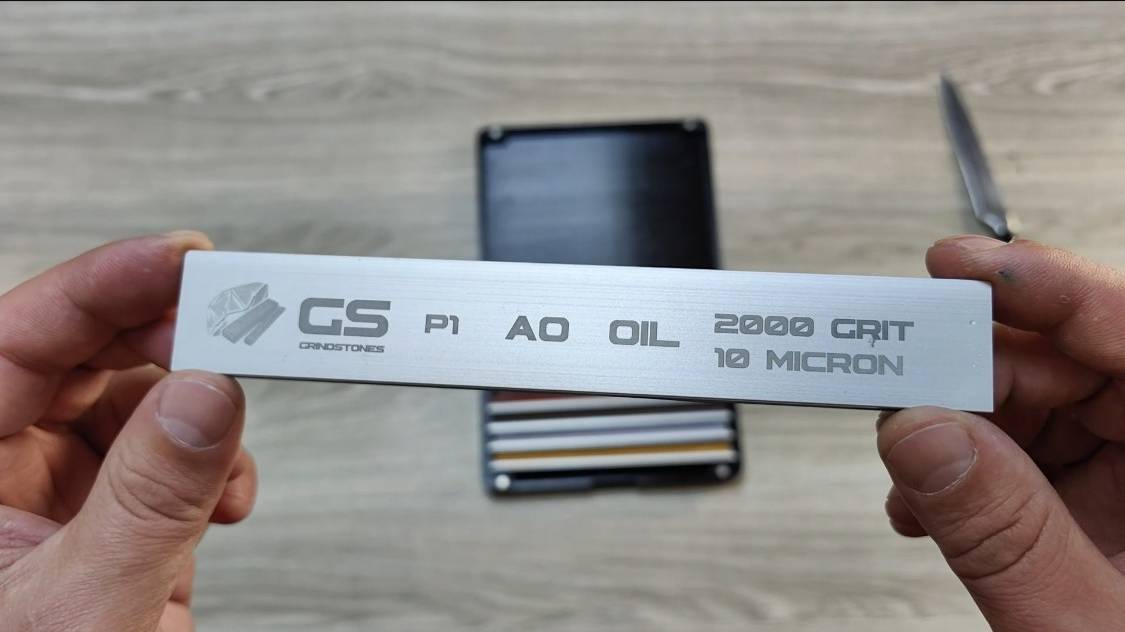 GS
GRINDSTONES
P1 AO OIL
2000 GRIT
10 MICRON